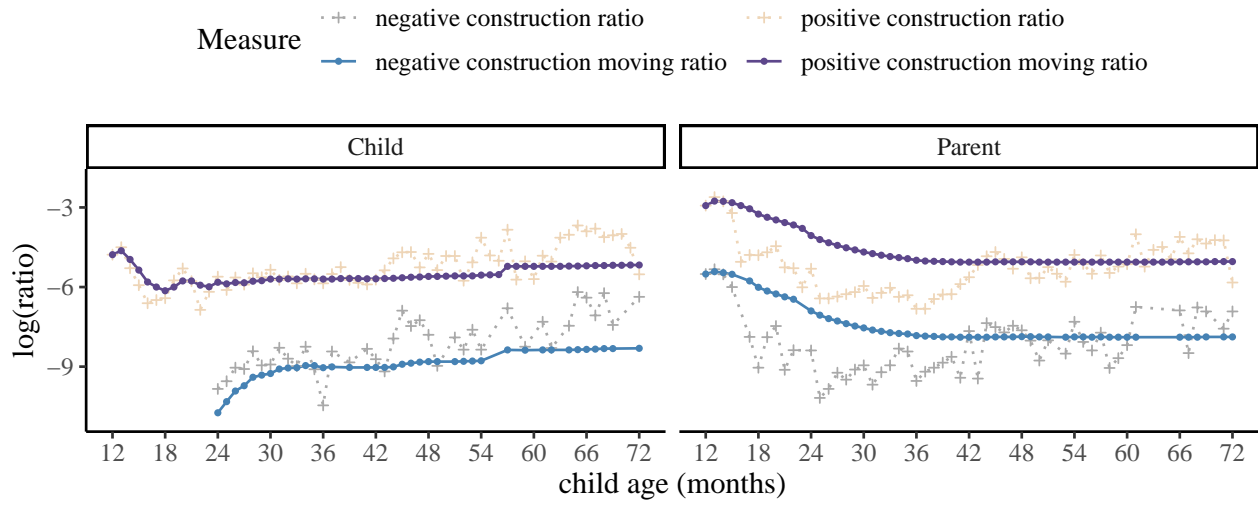 Measure
negative construction ratio
positive construction ratio
negative construction moving ratio
positive construction moving ratio
Child
Parent
log(ratio)
−3
−6
−9
12 18 24 30 36 42 48 54 60 66 72
12 18 24 30 36 42 48 54 60 66 72
child age (months)